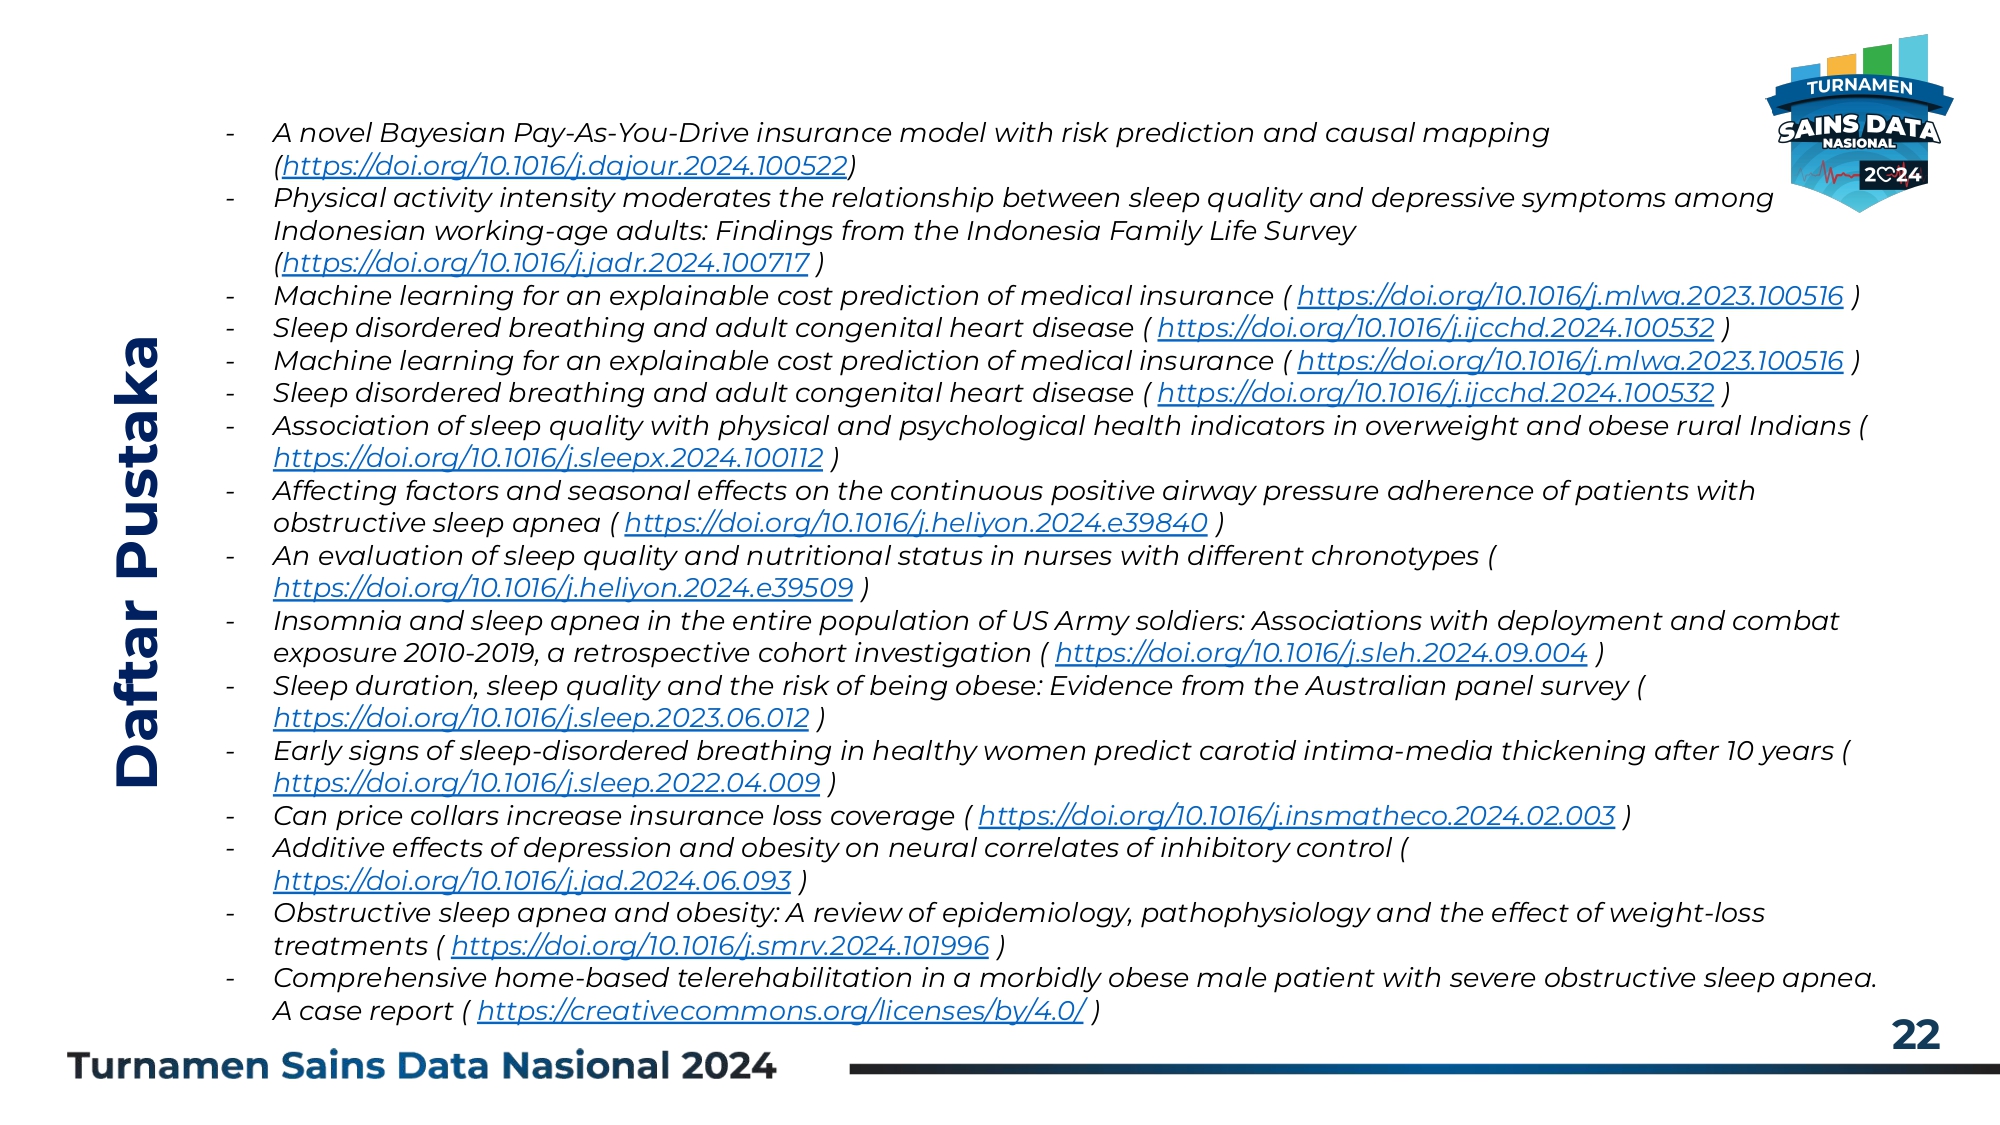 TURNAMEN
SAINS DATA
NASIONAL
2024
Daftar Pustaka
- A novel Bayesian Pay-As-You-Drive insurance model with risk prediction and causal mapping
(https://doi.org/10.1016/j.dajour.2024.100522)
- Physical activity intensity moderates the relationship between sleep quality and depressive symptoms among
Indonesian working-age adults: Findings from the Indonesia Family Life Survey
(https://doi.org/10.1016/j.jadr.2024.100717 )
- Machine learning for an explainable cost prediction of medical insurance ( https://doi.org/10.1016/j.mlwa.2023.100516 )
- Sleep disordered breathing and adult congenital heart disease ( https://doi.org/10.1016/j.ijcchd.2024.100532 )
- Machine learning for an explainable cost prediction of medical insurance ( https://doi.org/10.1016/j.mlwa.2023.100516 )
- Sleep disordered breathing and adult congenital heart disease ( https://doi.org/10.1016/j.ijcchd.2024.100532 )
- Association of sleep quality with physical and psychological health indicators in overweight and obese rural Indians (
https://doi.org/10.1016/j.sleepx.2024.100112 )
- Affecting factors and seasonal effects on the continuous positive airway pressure adherence of patients with
obstructive sleep apnea ( https://doi.org/10.1016/j.heliyon.2024.e39840 )
- An evaluation of sleep quality and nutritional status in nurses with different chronotypes (
https://doi.org/10.1016/j.heliyon.2024.e39509 )
- Insomnia and sleep apnea in the entire population of US Army soldiers: Associations with deployment and combat
exposure 2010-2019, a retrospective cohort investigation ( https://doi.org/10.1016/j.sleh.2024.09.004 )
- Sleep duration, sleep quality and the risk of being obese: Evidence from the Australian panel survey (
https://doi.org/10.1016/j.sleep.2023.06.012 )
- Early signs of sleep-disordered breathing in healthy women predict carotid intima-media thickening after 10 years (
https://doi.org/10.1016/j.sleep.2022.04.009 )
- Can price collars increase insurance loss coverage ( https://doi.org/10.1016/j.insmatheco.2024.02.003 )
- Additive effects of depression and obesity on neural correlates of inhibitory control (
https://doi.org/10.1016/j.jad.2024.06.093 )
- Obstructive sleep apnea and obesity: A review of epidemiology, pathophysiology and the effect of weight-loss
treatments ( https://doi.org/10.1016/j.smrv.2024.101996 )
- Comprehensive home-based telerehabilitation in a morbidly obese male patient with severe obstructive sleep apnea.
A case report ( https://creativecommons.org/licenses/by/4.0/ )
22
Turnamen Sains Data Nasional 2024